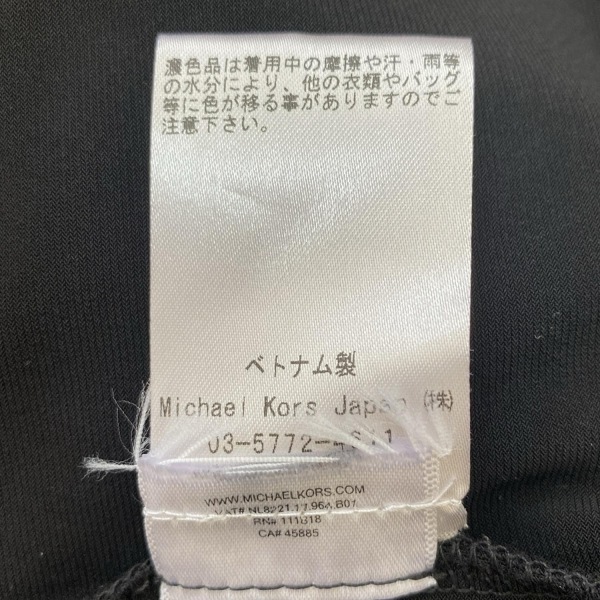 濃色品は着用中の摩擦や汗・雨等
の水分により、他の衣類やバッグ
等に色が移る事がありますのでご
注意下さい。
ベトナム製
Michael Kors Japan (株)
03-5772-
WWW.MICHAELKORS.COM
VAT#
RN# 111818
CA# 45885